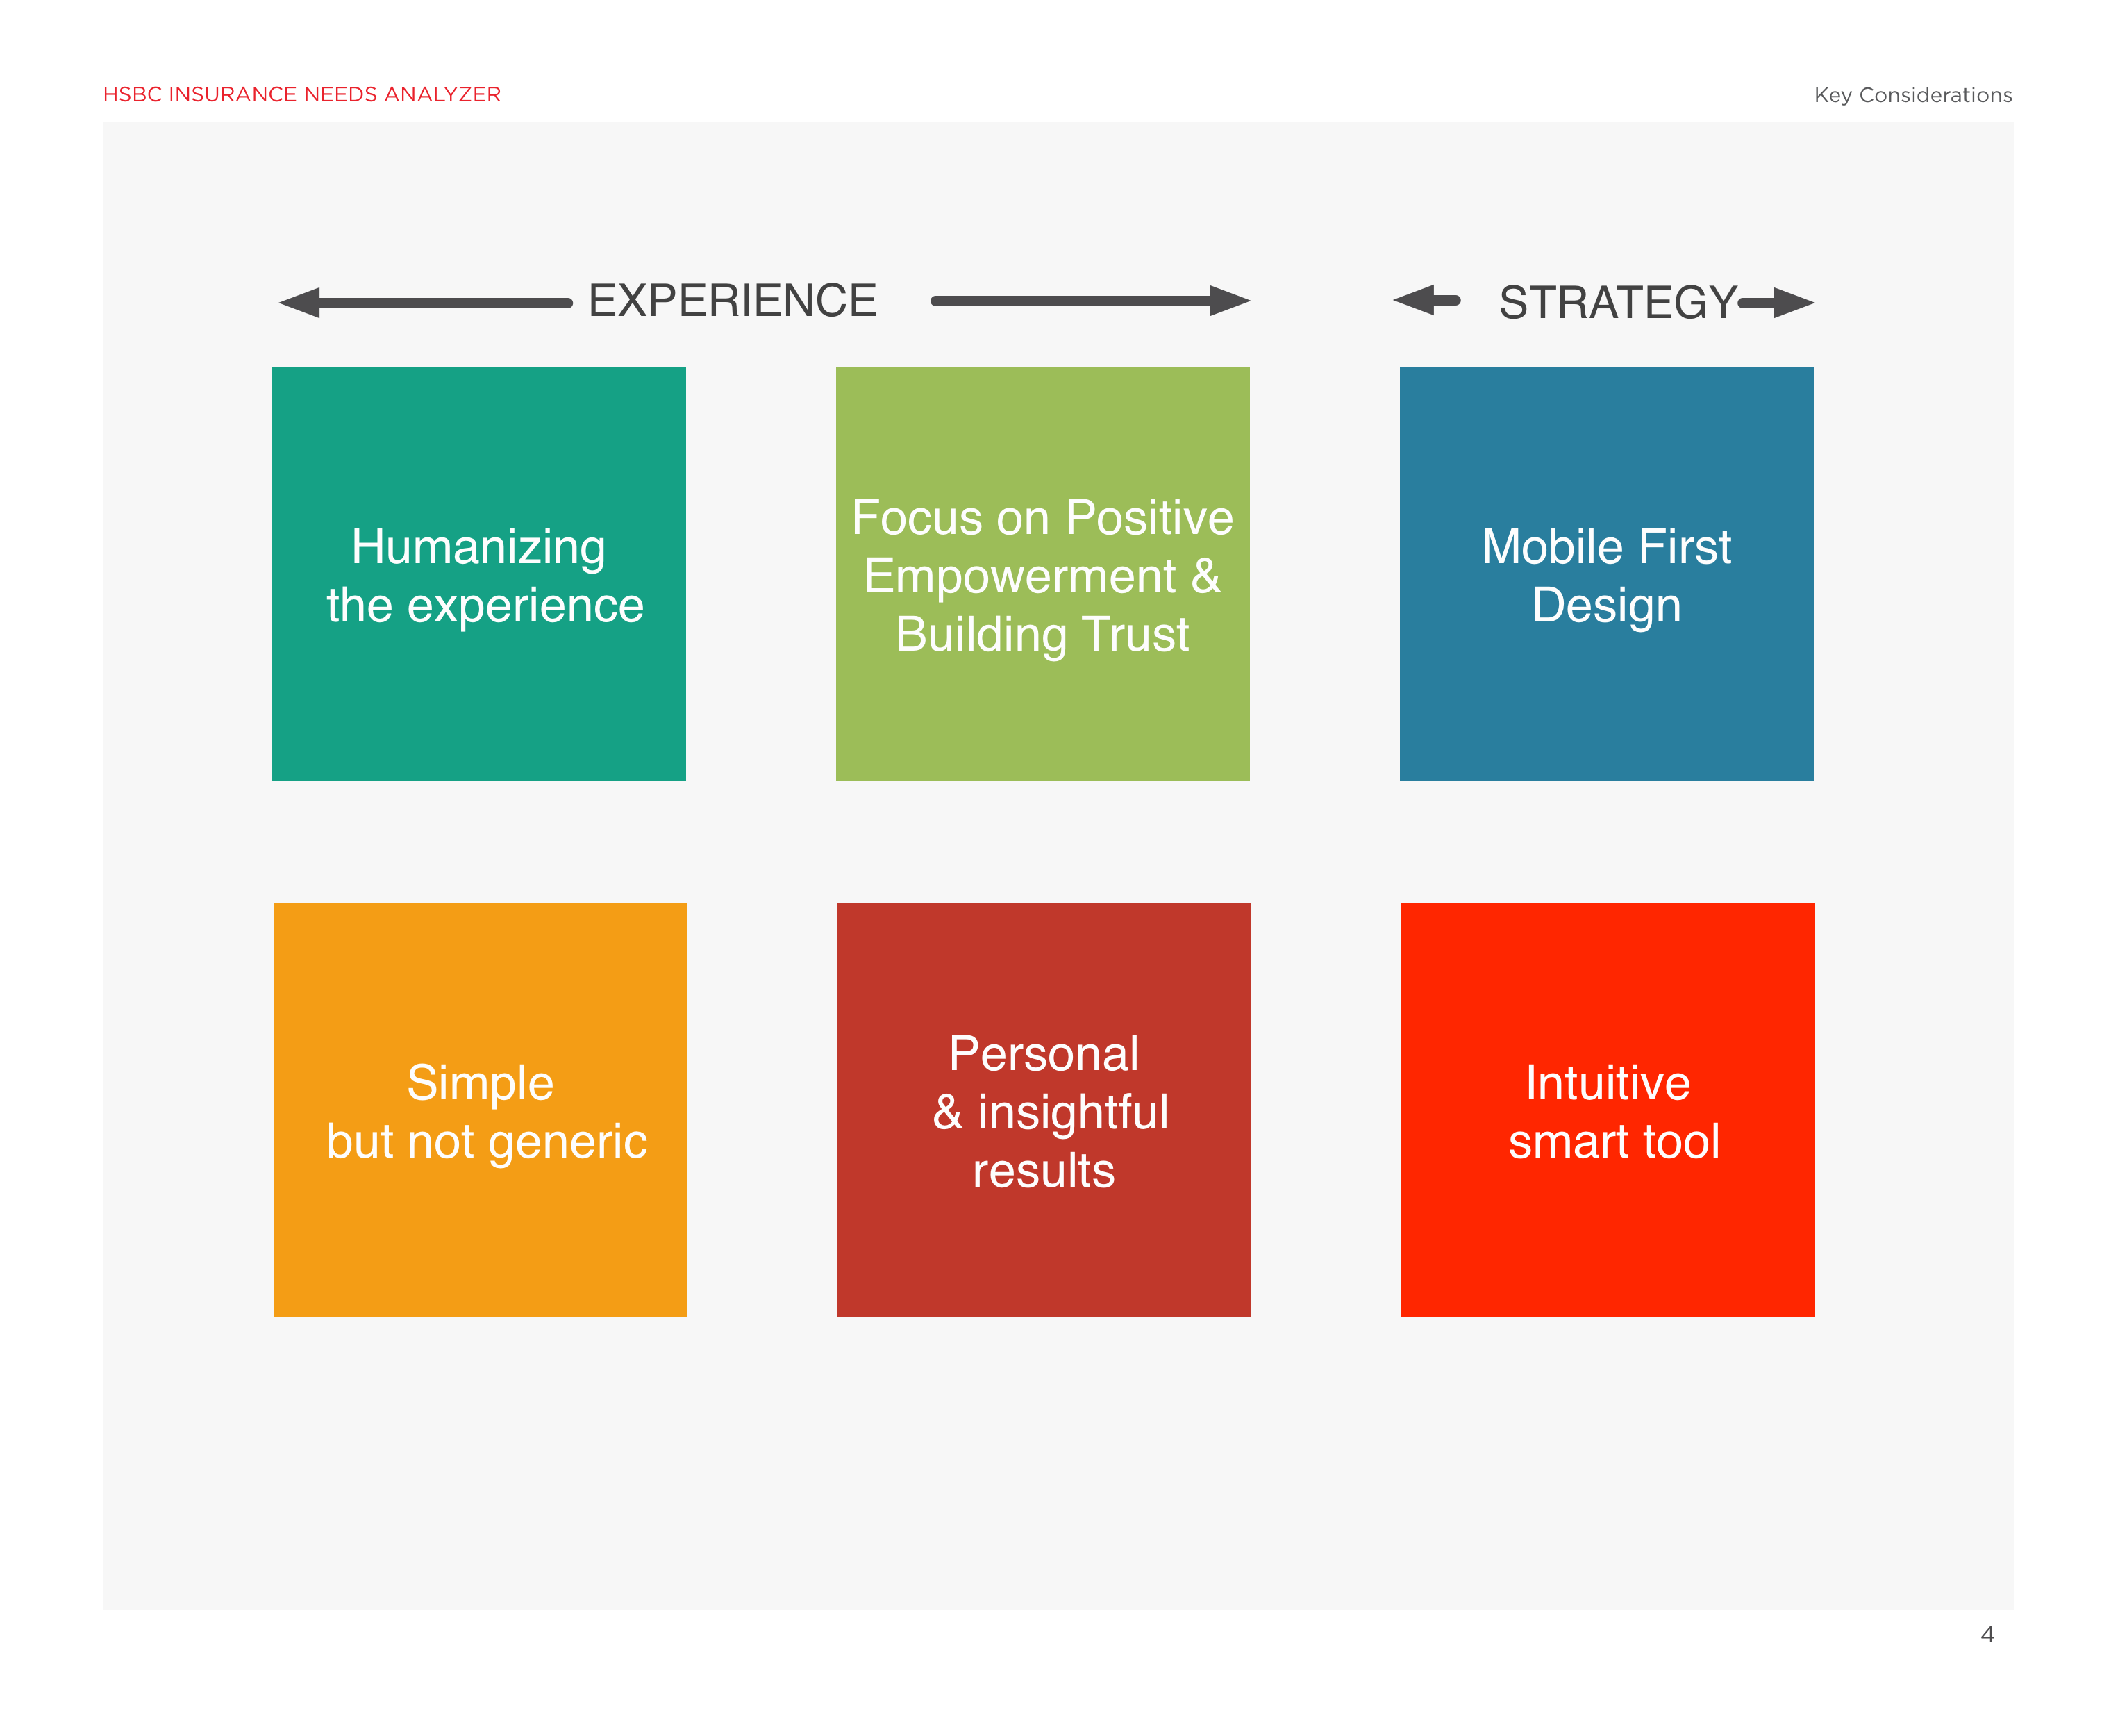 HSBC INSURANCE NEEDS ANALYZER
Key Considerations
EXPERIENCE
STRATEGY
Humanizing
the experience
Focus on Positive
Empowerment &
Building Trust
Mobile First
Design
Simple
but not generic
Personal
& insightful
results
Intuitive
smart tool
4